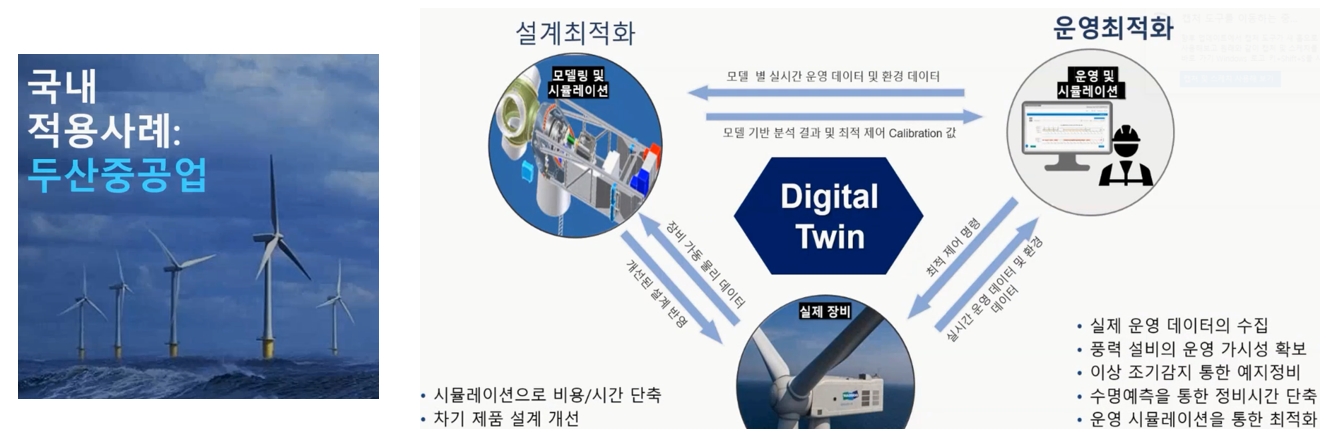 국내
적용사례:
두산중공업
설계최적화
모델링 및
시뮬레이션
모델 별 실시간 운영 데이터 및 환경 데이터
모델 기반 분석 결과 및 최적 제어 Calibration 값
운영최적화
운영 및
시뮬레이션
Digital
Twin
장비 가동 물리 데이터
개선된 설계 반영
최적 제어 명령
실시간 운영 데이터 및 환경
데이터
실제 장비
• 시뮬레이션으로 비용/시간 단축
• 차기 제품 설계 개선
• 실제 운영 데이터의 수집
• 풍력 설비의 운영 가시성 확보
• 이상 조기감지 통한 예지정비
• 수명예측을 통한 정비시간 단축
• 운영 시뮬레이션을 통한 최적화